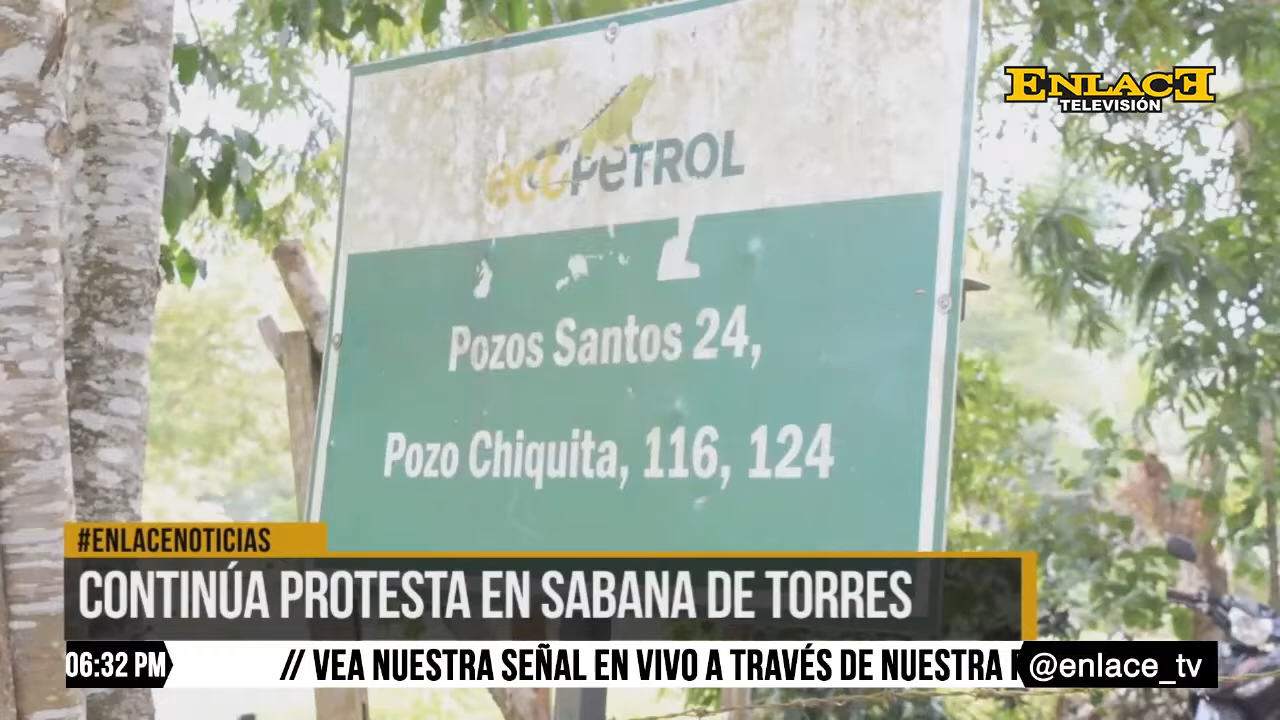 ENLACE
TELEVISIÓN
ecoPETROL
Pozos Santos 24,
Pozo Chiquita, 116, 124
#ENLACENOTICIAS
CONTINÚA PROTESTA EN SABANA DE TORRES
06:32 PM // VEA NUESTRA SEÑAL EN VIVO A TRAVÉS DE NUESTRA @enlace_tv